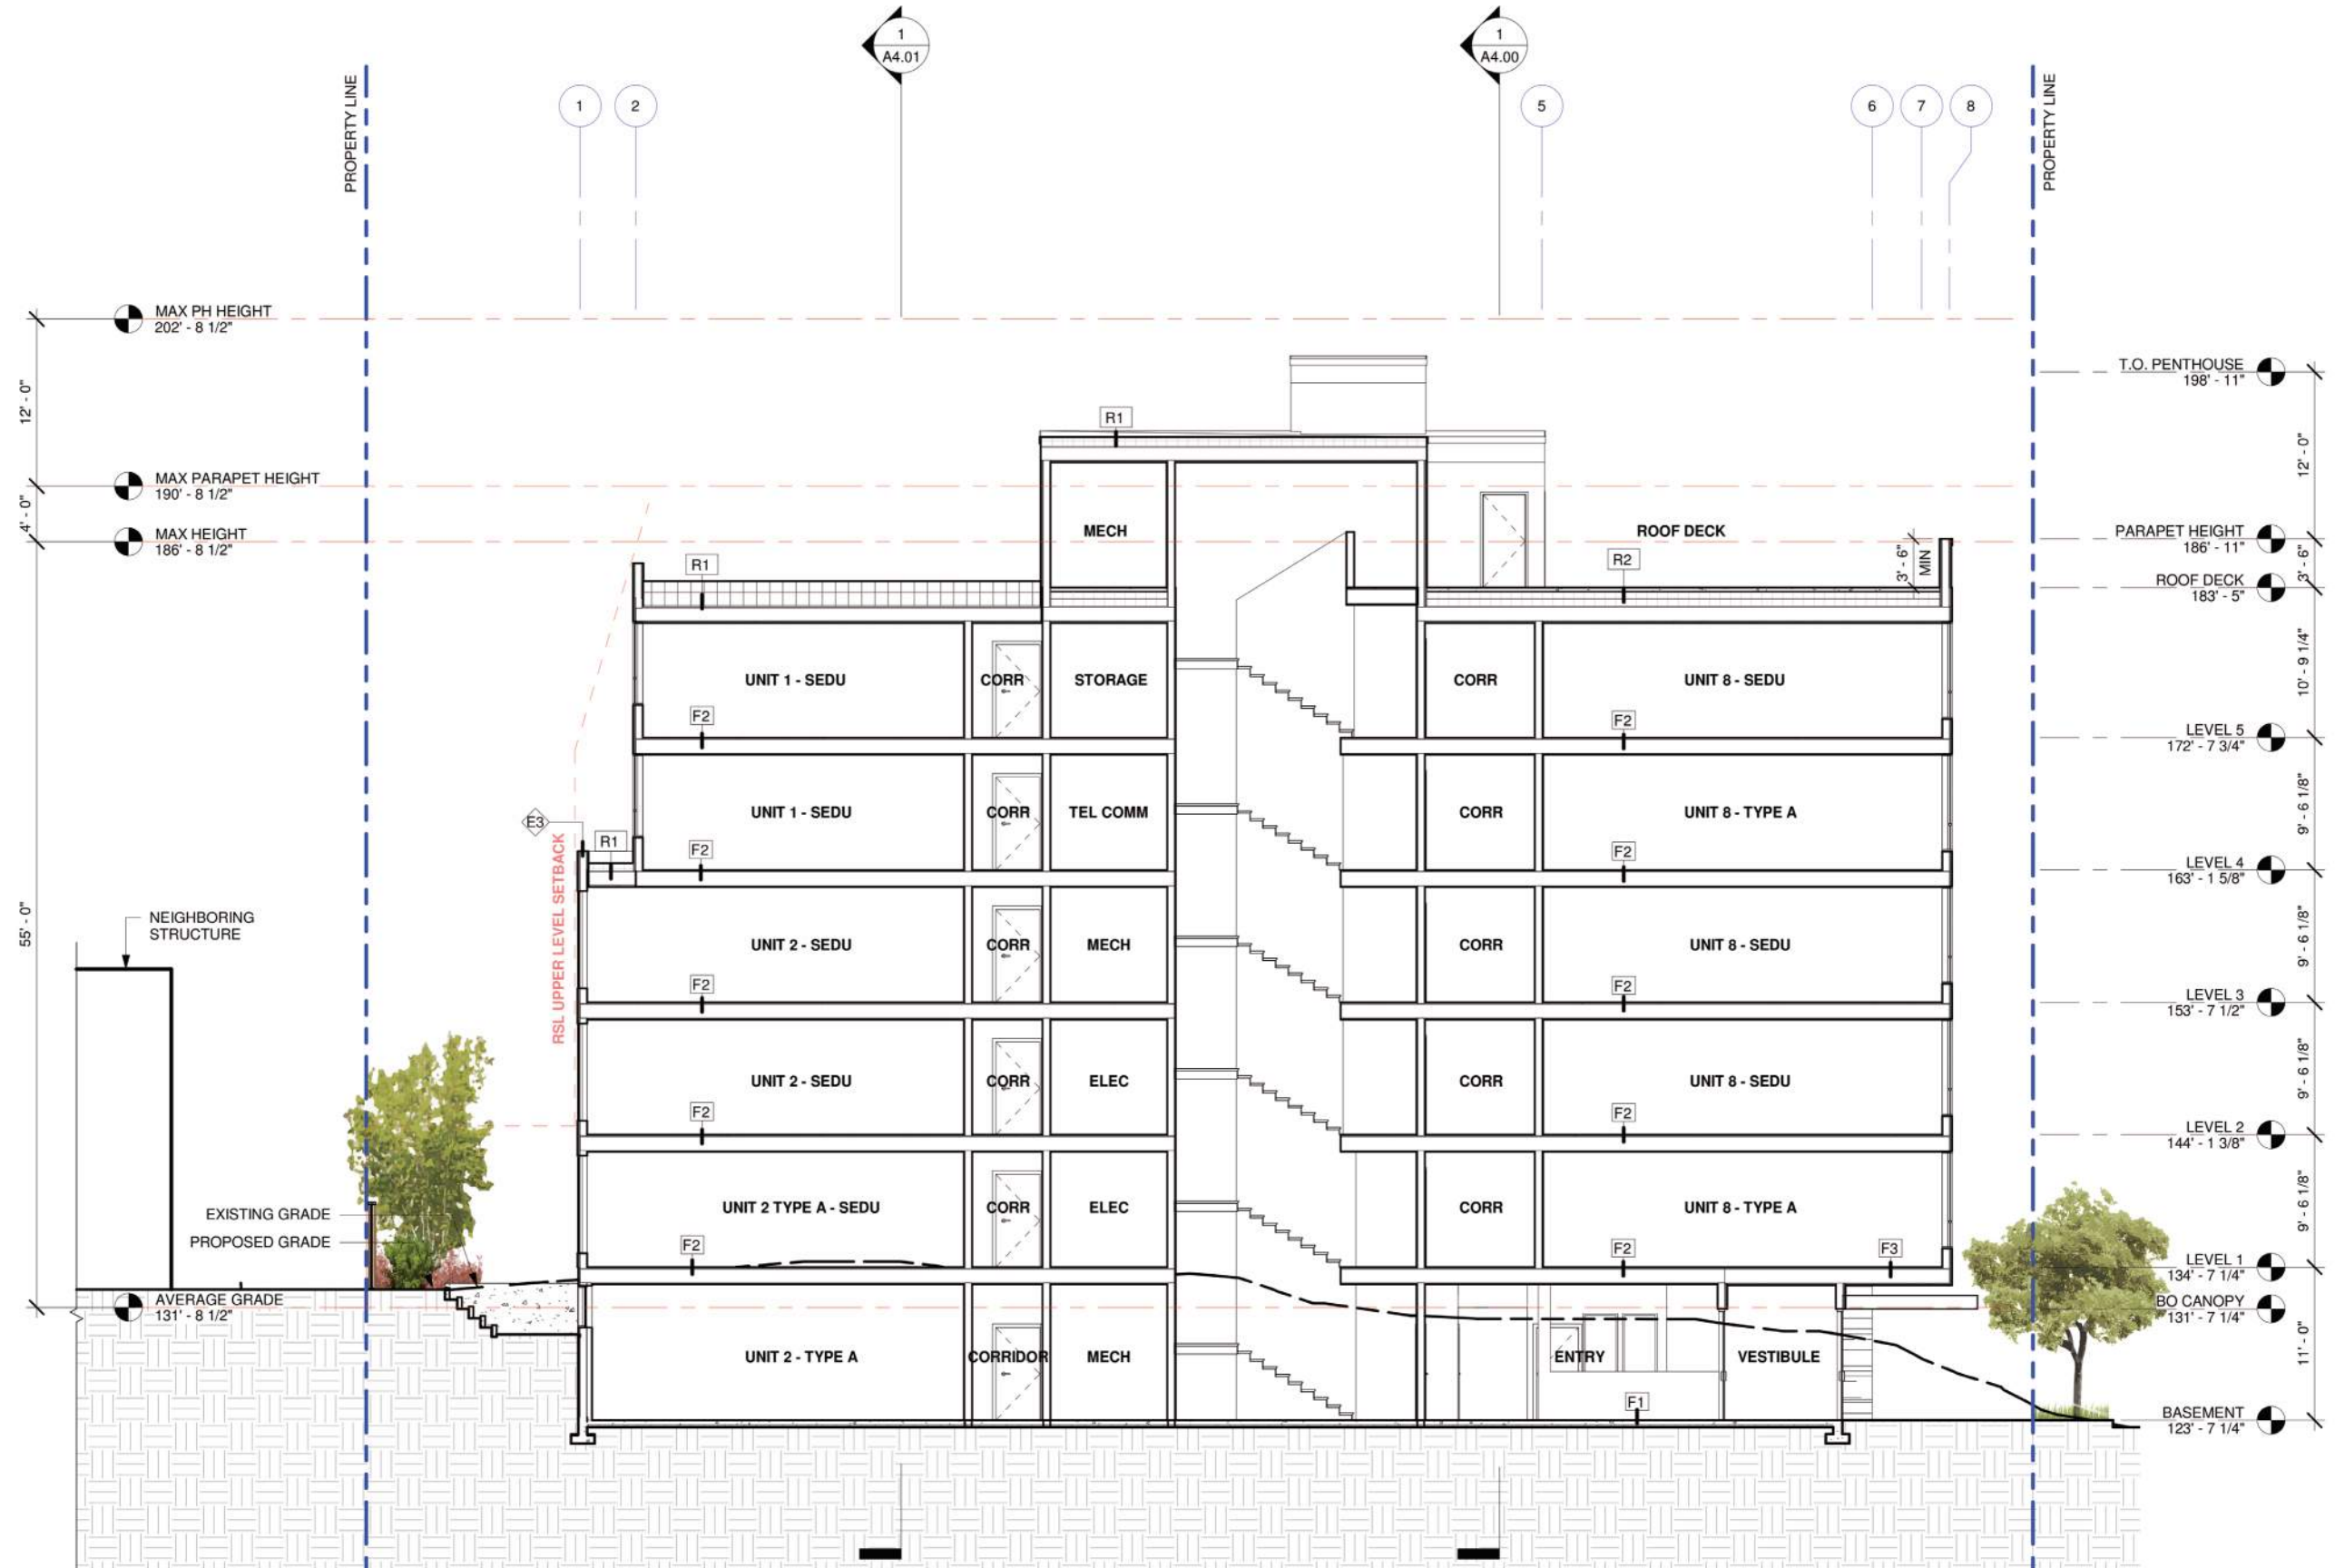 1
A4.01
1
A4.00
PROPERTY LINE
PROPERTY LINE
1
2
5
6
7
8
MAX PH HEIGHT
202' - 8 1/2"
T.O. PENTHOUSE
198' - 11"
12' - 0"
R1
12' - 0"
MAX PARAPET HEIGHT
190' - 8 1/2"
4' - 0"
MAX HEIGHT
186' - 8 1/2"
MECH
ROOF DECK
PARAPET HEIGHT
186' - 11"
R1
R2
3' - 6"
MIN
3' - 6"
ROOF DECK
183' - 5"
UNIT 1 - SEDU
CORR
STORAGE
CORR
UNIT 8 - SEDU
10' - 9 1/4"
F2
F2
LEVEL 5
172' - 7 3/4"
UNIT 1 - SEDU
CORR
TEL COMM
CORR
UNIT 8 - TYPE A
9' - 6 1/8"
E3
R1
F2
F2
LEVEL 4
163' - 1 5/8"
RSL UPPER LEVEL SETBACK
55' - 0"
NEIGHBORING
STRUCTURE
UNIT 2 - SEDU
CORR
MECH
CORR
UNIT 8 - SEDU
9' - 6 1/8"
F2
F2
LEVEL 3
153' - 7 1/2"
UNIT 2 - SEDU
CORR
ELEC
CORR
UNIT 8 - SEDU
9' - 6 1/8"
F2
F2
LEVEL 2
144' - 1 3/8"
EXISTING GRADE
PROPOSED GRADE
UNIT 2 TYPE A - SEDU
CORR
ELEC
CORR
UNIT 8 - TYPE A
9' - 6 1/8"
F2
F2
F3
LEVEL 1
134' - 7 1/4"
AVERAGE GRADE
131' - 8 1/2"
BO CANOPY
131' - 7 1/4"
UNIT 2 - TYPE A
CORRIDOR
MECH
ENTRY
VESTIBULE
11' - 0"
F1
BASEMENT
123' - 7 1/4"